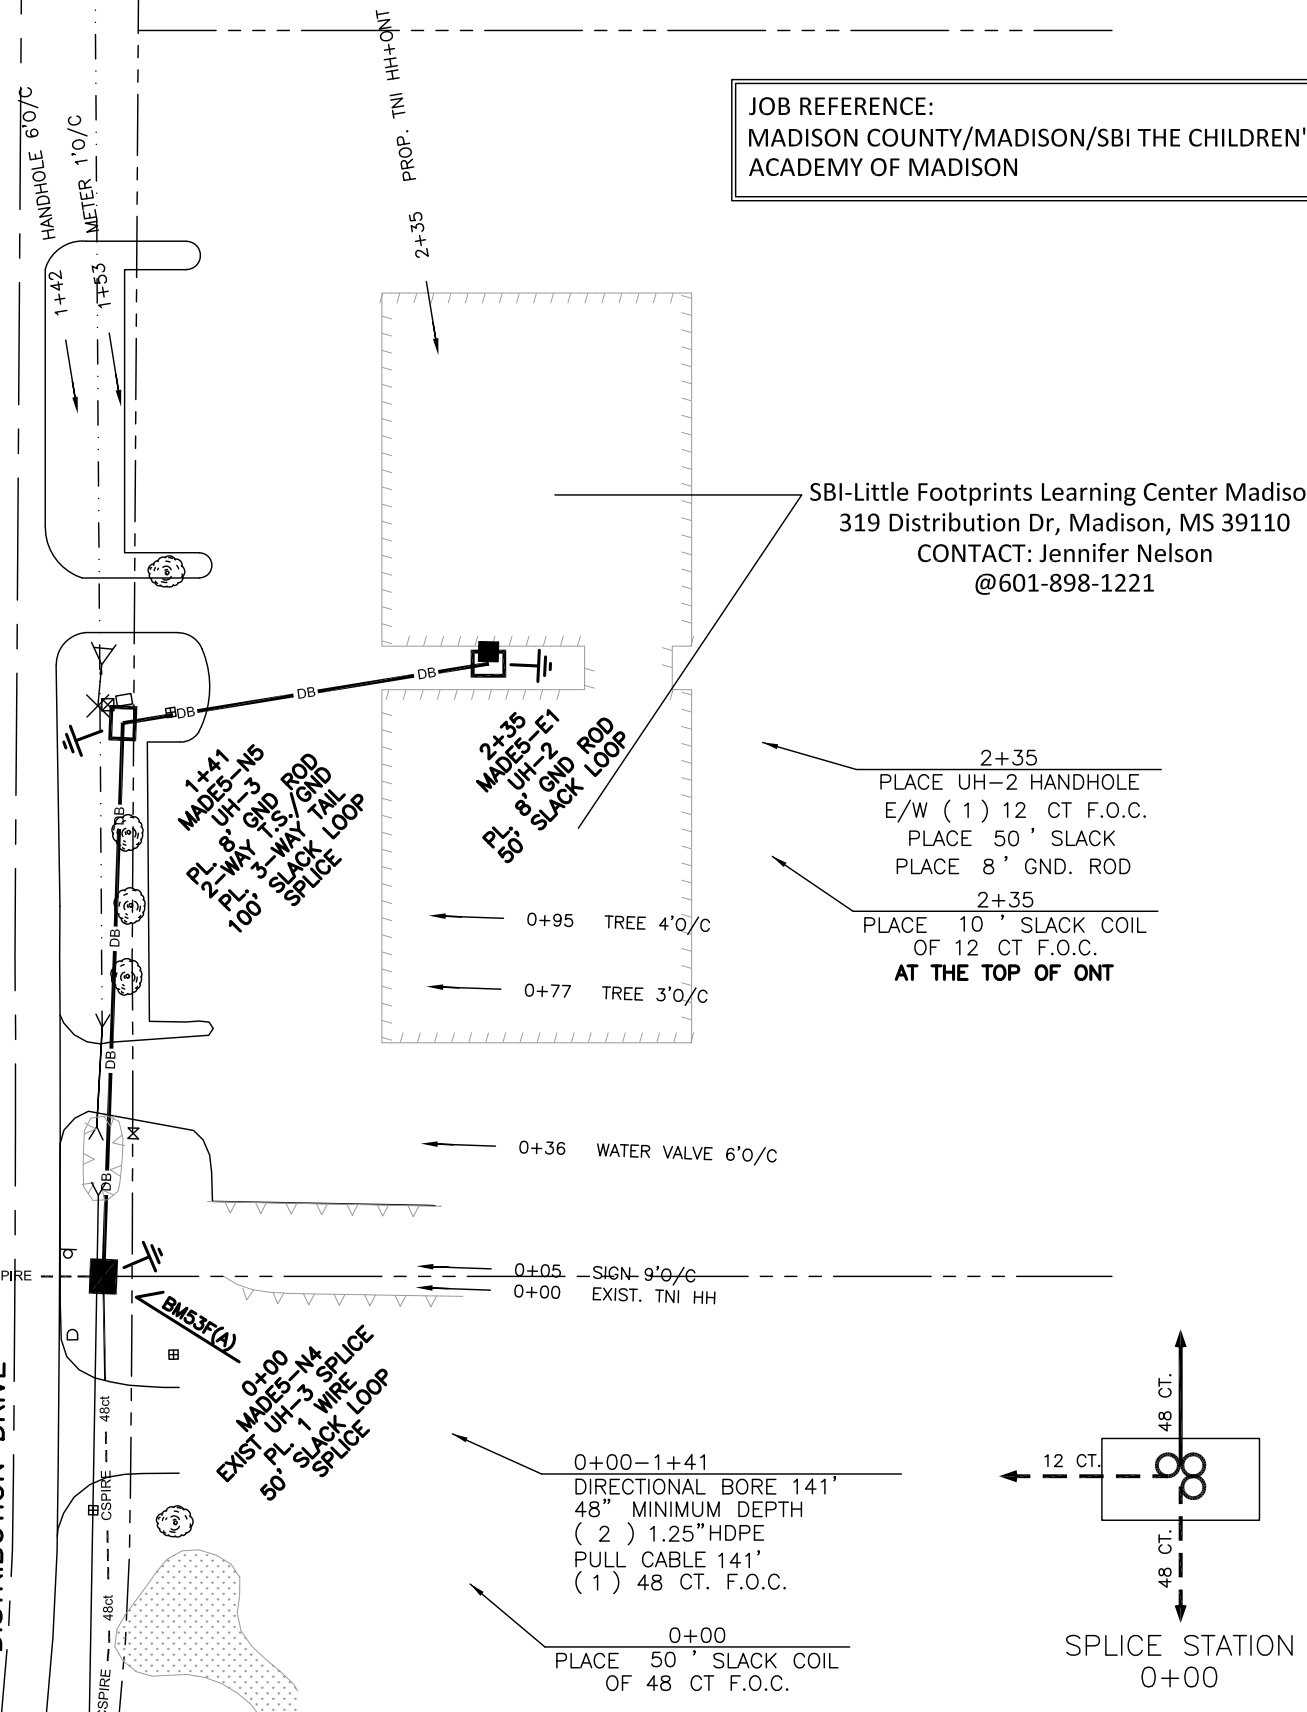 HANDHOLE 6'O/C
1+42
METER 1'O/C
1+53
2+35 PROP. TNI HH+ONT
JOB REFERENCE:
MADISON COUNTY/MADISON/SBI THE CHILDREN'
ACADEMY OF MADISON
SBI-Little Footprints Learning Center Madiso
319 Distribution Dr, Madison, MS 39110
CONTACT: Jennifer Nelson
@601-898-1221
DB
DB
DB
DB
DB
DB
DB
1+41
MADE5-N5
UH-3
PL. 8' GND ROD
2-WAY T.S./GND
PL. 3-WAY TAIL
100' SLACK LOOP
SPLICE
2+35
MADE5-E1
UH-2
PL. 8' GND ROD
50' SLACK LOOP
2+35
PLACE UH-2 HANDHOLE
E/W ( 1 ) 12 CT F.O.C.
PLACE 50 ' SLACK
PLACE 8 ' GND. ROD
2+35
PLACE 10 ' SLACK COIL
OF 12 CT F.O.C.
AT THE TOP OF ONT
0+95 TREE 4'O/C
0+77 TREE 3'O/C
0+36 WATER VALVE 6'O/C
0+05 SIGN 9'O/C
0+00 EXIST. TNI HH
PIRE
BM53F(A)
0+00
MADE5-N4
EXIST UH-3 SPLICE
PL. 1 WIRE
50' SLACK LOOP
SPLICE
DISTRIBUTION DRIVE
48ct
CSPIRE
48ct
CSPIRE
0+00-1+41
DIRECTIONAL BORE 141'
48" MINIMUM DEPTH
( 2 ) 1.25"HDPE
PULL CABLE 141'
( 1 ) 48 CT. F.O.C.
0+00
PLACE 50 ' SLACK COIL
OF 48 CT F.O.C.
48 CT.
12 CT.
48 CT.
SPLICE STATION
0+00